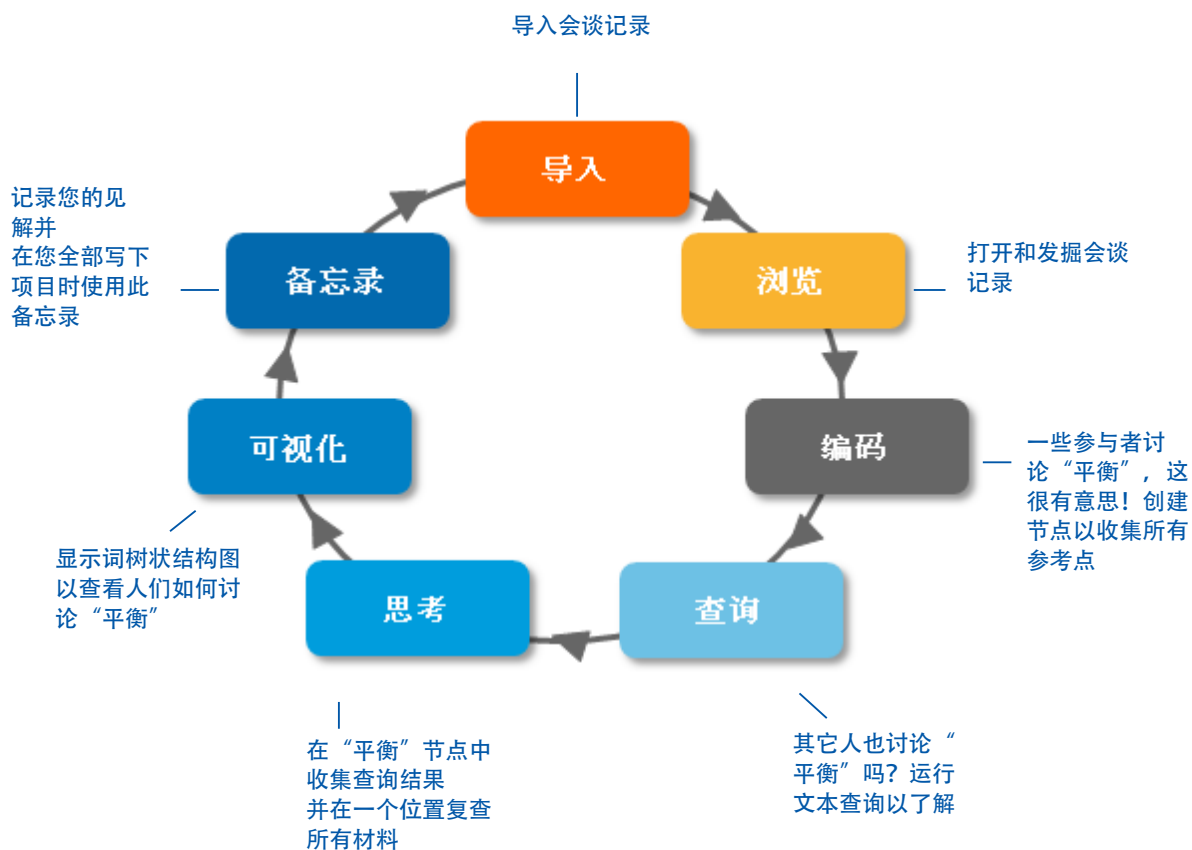 导入会谈记录
导入
记录您的见
解并
在您全部写下
项目时使用此
备忘录
备忘录
浏览
打开和发掘会谈
记录
可视化
编码
一些参与者讨
论“平衡”，这
很有意思！创建
节点以收集所有
参考点
显示词树状结构图
以查看人们如何讨
论“平衡”
思考
查询
在“平衡”节点中
收集查询结果
并在一个位置复查
所有材料
其它人也讨论“
平衡”吗？运行
文本查询以了解